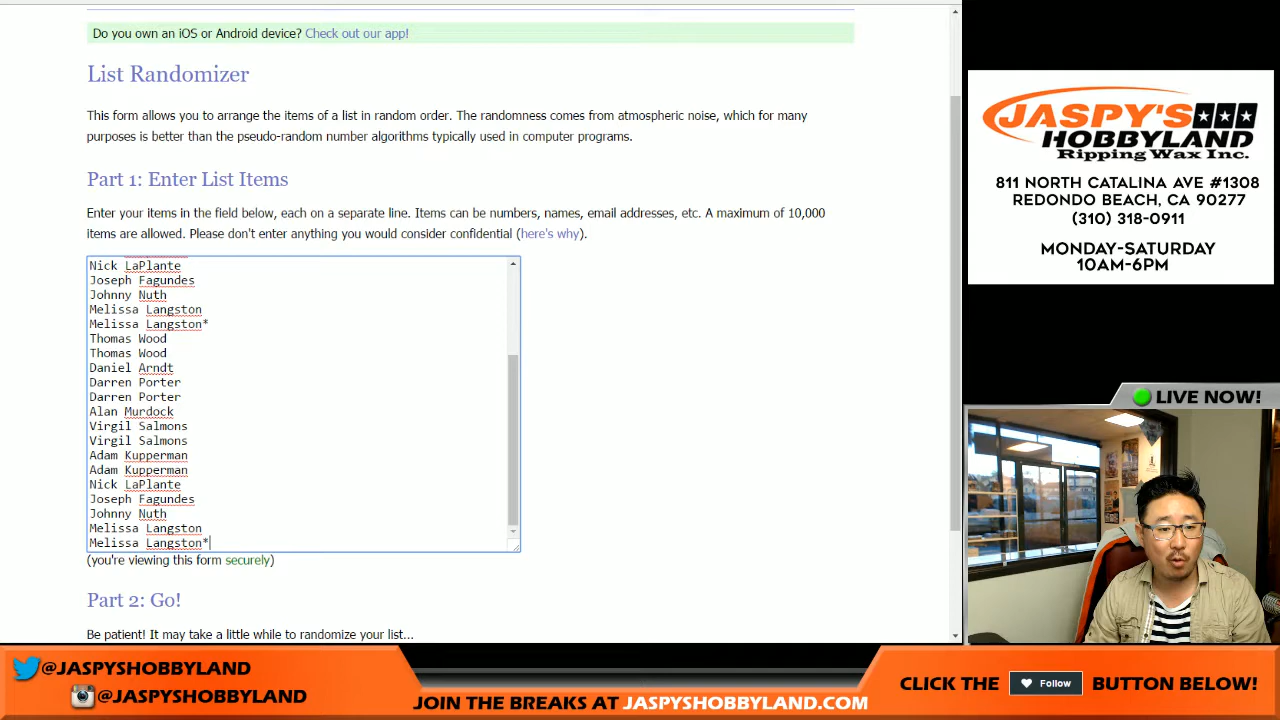 Do you own an iOS or Android device? Check out our app!
List Randomizer
This form allows you to arrange the items of a list in random order. The randomness comes from atmospheric noise, which for many
purposes is better than the pseudo-random number algorithms typically used in computer programs.
Part 1: Enter List Items
Enter your items in the field below, each on a separate line. Items can be numbers, names, email addresses, etc. A maximum of 10,000
items are allowed. Please don't enter anything you would consider confidential (here's why).
Nick LaPlante
Joseph Fagundes
Johnny Nuth
Melissa Langston
Melissa Langston*
Thomas Wood
Thomas Wood
Daniel Arndt
Darren Porter
Darren Porter
Alan Murdock
Virgil Salmons
Virgil Salmons
Adam Kupperman
Adam Kupperman
Nick LaPlante
Joseph Fagundes
Johnny Nuth
Melissa Langston
Melissa Langston*
(you're viewing this form securely)
Part 2: Go!
Be patient! It may take a little while to randomize your list...
JASPY'S
HOBBYLAND
Ripping Wax Inc.
811 NORTH CATALINA AVE #1308
REDONDO BEACH, CA 90277
(310) 318-0911
MONDAY-SATURDAY
10AM-6PM
LIVE NOW!
@JASPYSHOBBYLAND
@JASPYSHOBBYLAND
JOIN THE BREAKS AT JASPYSHOBBYLAND.COM
CLICK THE Follow BUTTON BELOW!